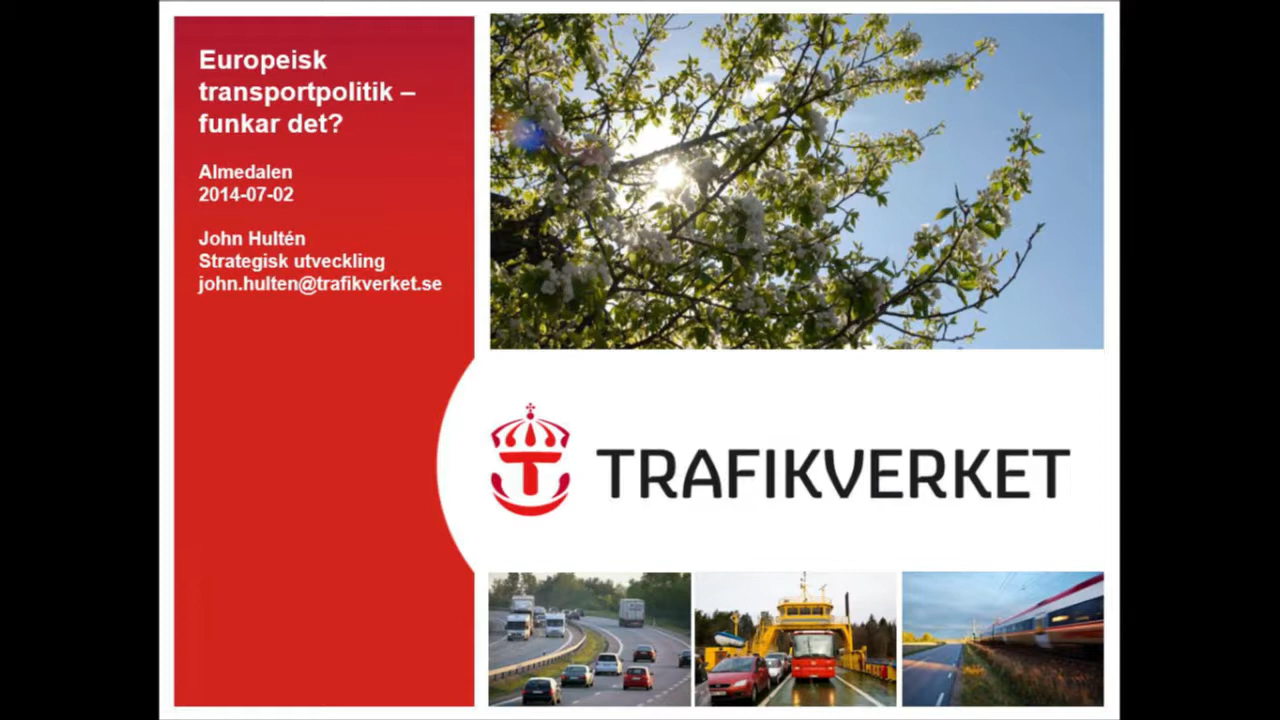 Europeisk
transportpolitik –
funkar det?
Almedalen
2014-07-02
John Hultén
Strategisk utveckling
john.hulten@trafikverket.se
TRAFIKVERKET